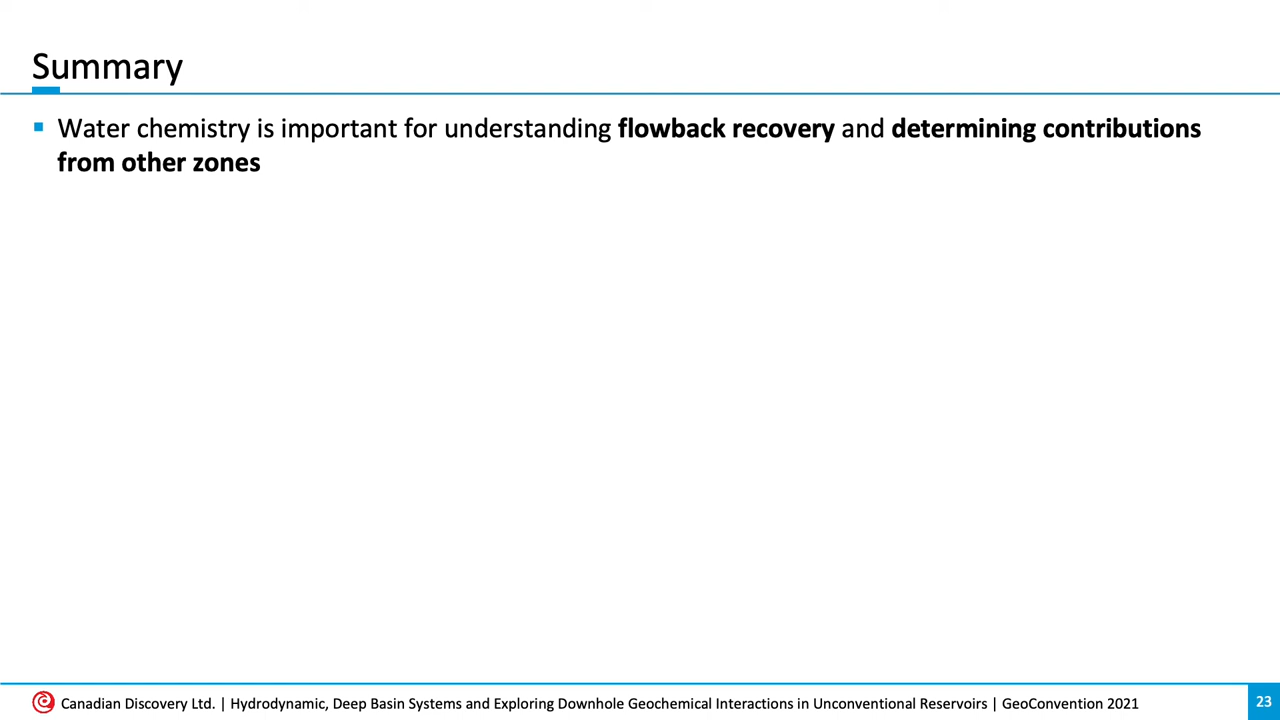 Summary
▪ Water chemistry is important for understanding flowback recovery and determining contributions
from other zones
Canadian Discovery Ltd. | Hydrodynamic, Deep Basin Systems and Exploring Downhole Geochemical Interactions in Unconventional Reservoirs | GeoConvention 2021
23